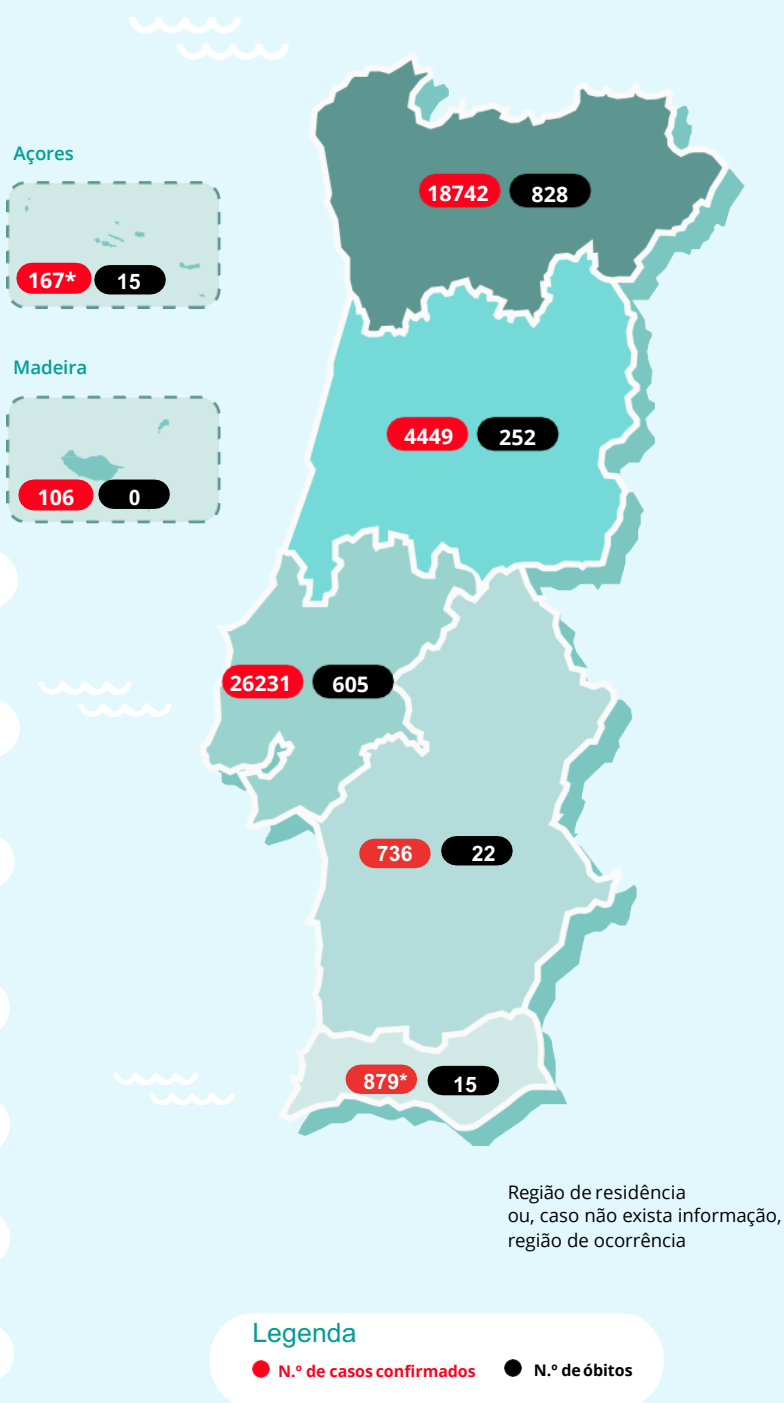 Açores
18742 828
167* 15
Madeira
4449 252
106 0
26231 605
736 22
879* 15
Região de residência
ou, caso não exista informação,
região de ocorrência
Legenda
N.º de casos confirmados N.º de óbitos